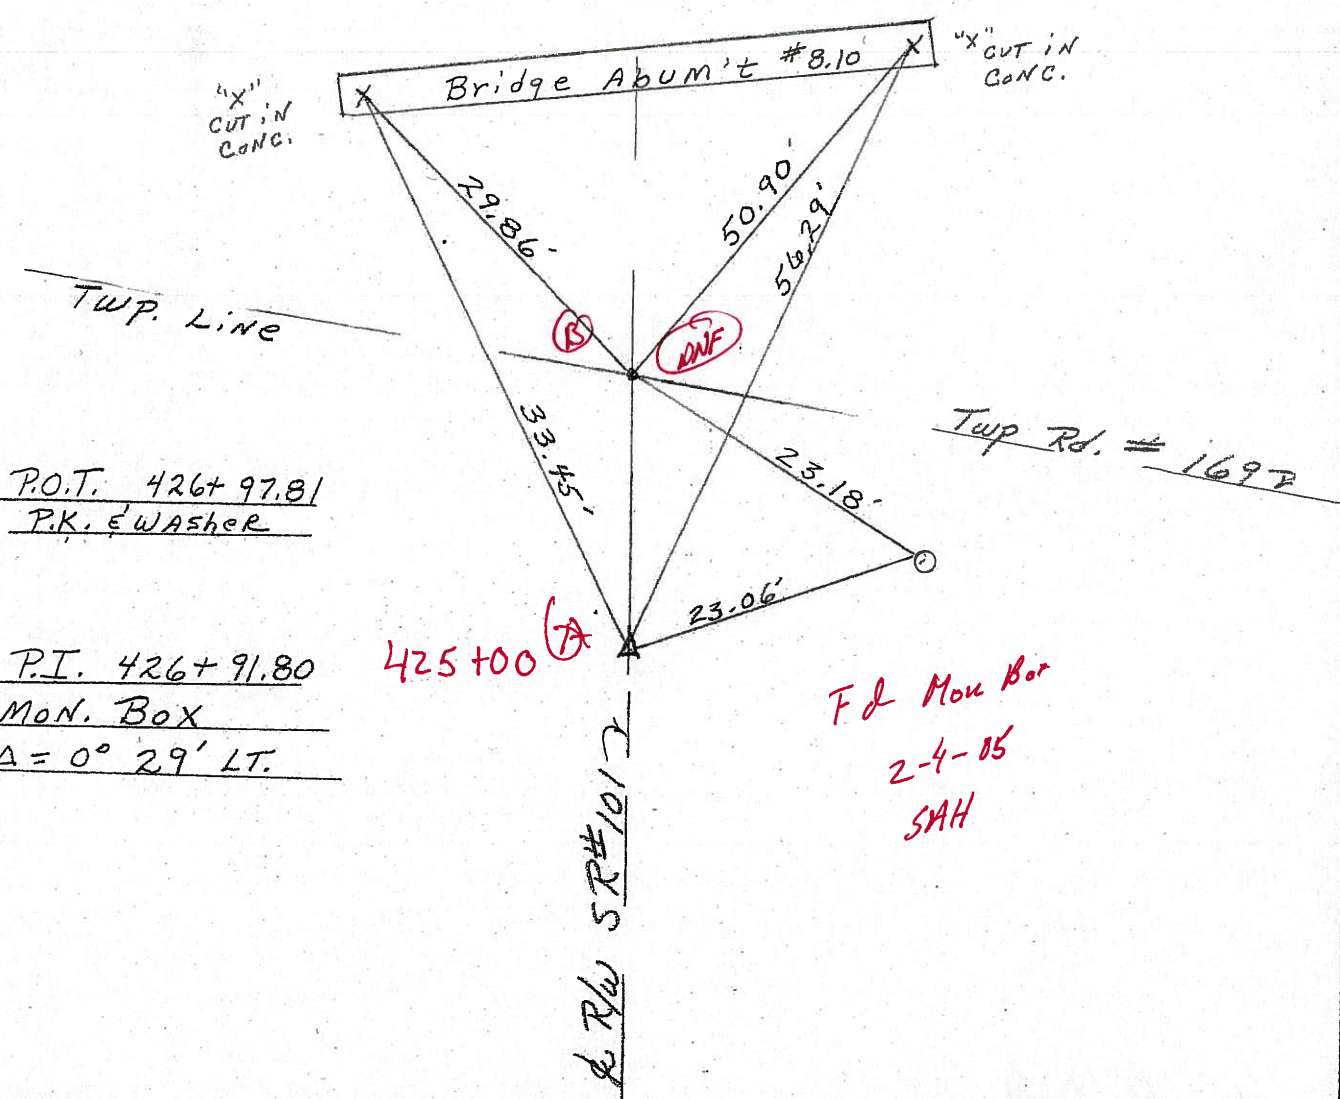 "X"
CUT iN
CONC.
Bridge Abum't #8.10
"X"
CUT iN
CONC.
29.86'
50.90'
56.29'
Twp. LiNe
B
DNF
33.45'
Twp Rd. # 169
23.18'
P.O.T. 426+97.81
P.K. & WAsheR
23.06'
425+00
A
P.I. 426+91.80
MoN. Box
Δ = 0° 29' LT.
Fd Mon Box
2-4-05
SAH
℄ R/W SR#101